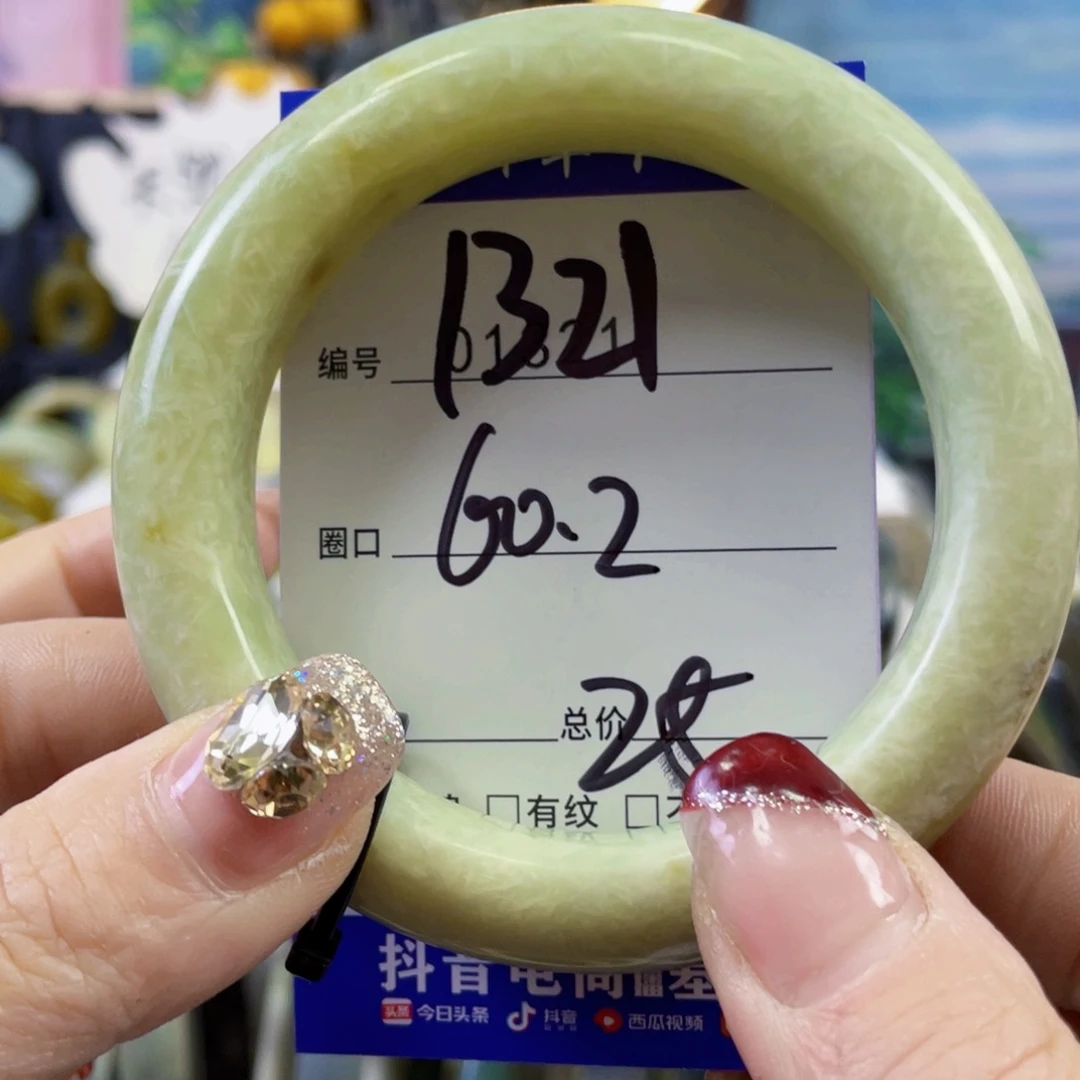 编号 1321
圈口 60.2
总价 28
□有纹 □
抖音电商
今日头条 抖音 西瓜视频